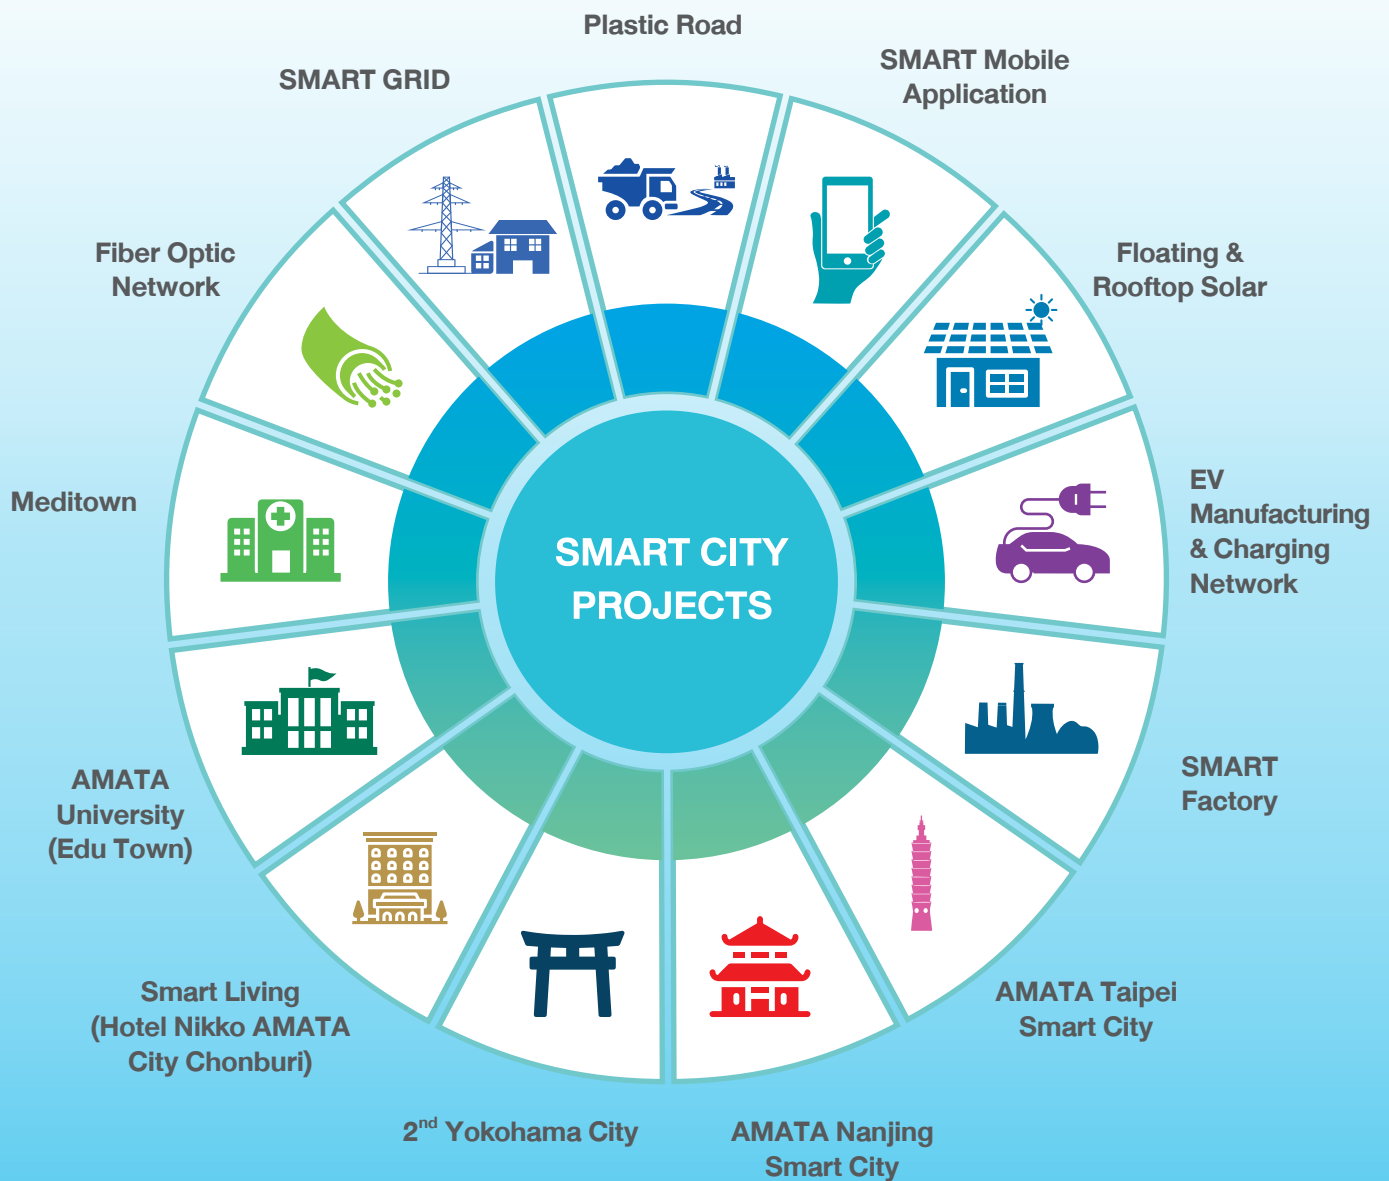 Plastic Road
SMART Mobile
Application
Floating &
Rooftop Solar
EV
Manufacturing
& Charging
Network
SMART
Factory
AMATA Taipei
Smart City
AMATA Nanjing
Smart City
2nd Yokohama City
Smart Living
(Hotel Nikko AMATA
City Chonburi)
AMATA
University
(Edu Town)
Meditown
Fiber Optic
Network
SMART GRID
SMART CITY
PROJECTS